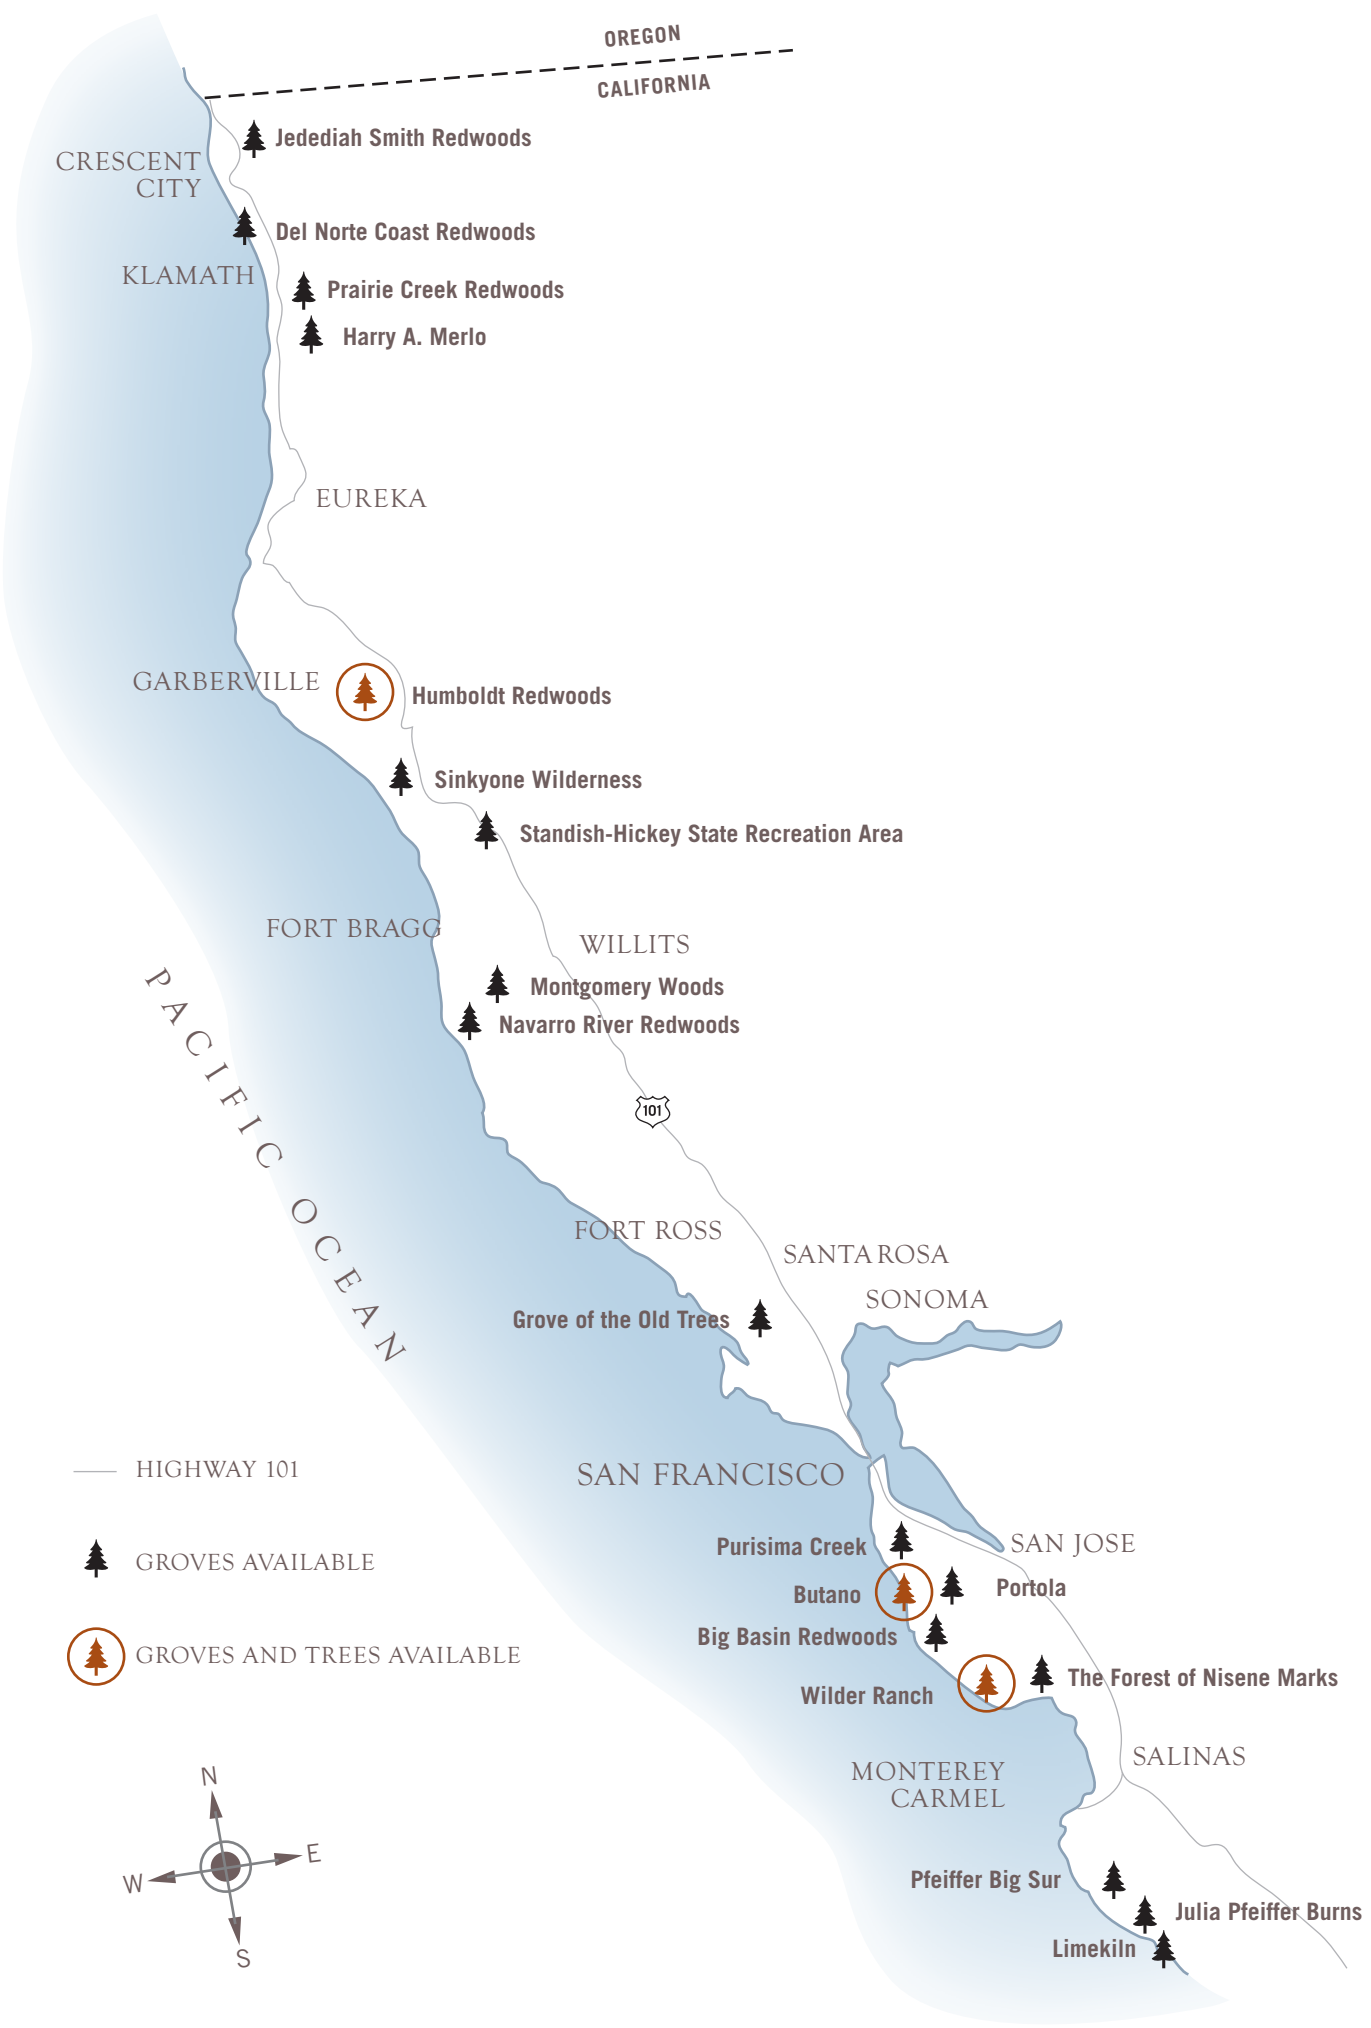 OREGON
CALIFORNIA
Jedediah Smith Redwoods
CRESCENT
CITY
Del Norte Coast Redwoods
KLAMATH
Prairie Creek Redwoods
Harry A. Merlo
EUREKA
GARBERVILLE
Humboldt Redwoods
Sinkyone Wilderness
Standish-Hickey State Recreation Area
FORT BRAGG
WILLITS
Montgomery Woods
Navarro River Redwoods
PACIFIC OCEAN
101
FORT ROSS
SANTA ROSA
SONOMA
Grove of the Old Trees
HIGHWAY 101
SAN FRANCISCO
Purisima Creek
SAN JOSE
GROVES AVAILABLE
Butano
Portola
Big Basin Redwoods
GROVES AND TREES AVAILABLE
The Forest of Nisene Marks
Wilder Ranch
SALINAS
MONTEREY
CARMEL
N
E
W
S
Pfeiffer Big Sur
Julia Pfeiffer Burns
Limekiln